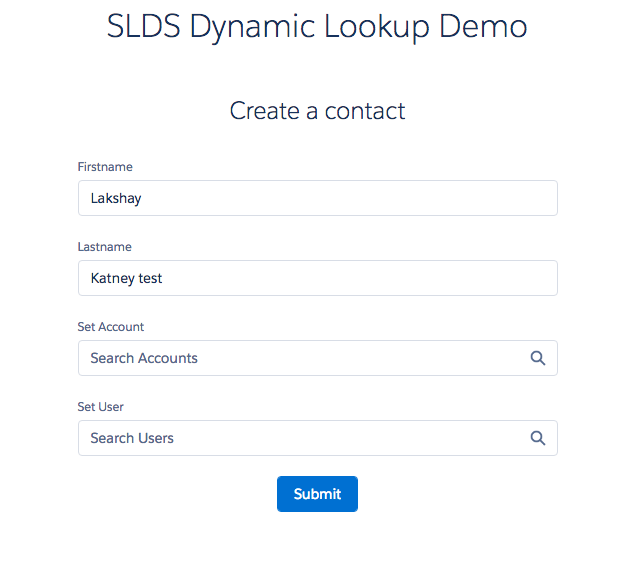 SLDS Dynamic Lookup Demo
Create a contact
Firstname
Lakshay
Lastname
Katney test
Set Account
Search Accounts
Set User
Search Users
Submit